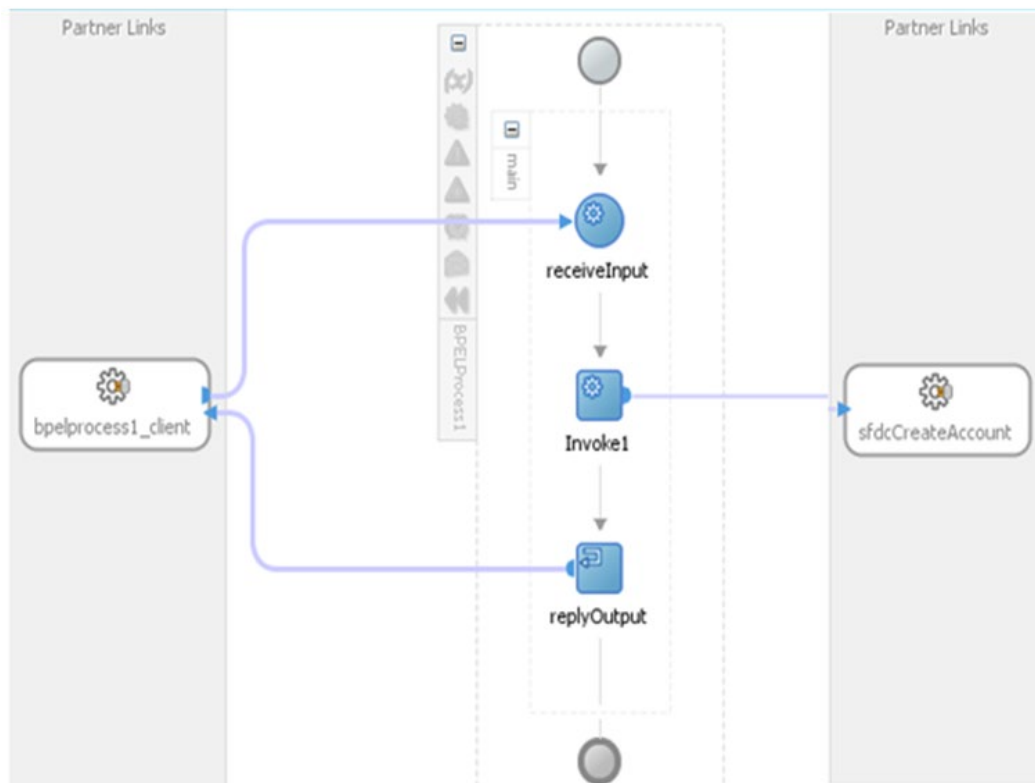 Partner Links
Partner Links
main
receiveInput
BPELProcess1
bpelprocess1_client
Invoke1
sfdcCreateAccount
replyOutput